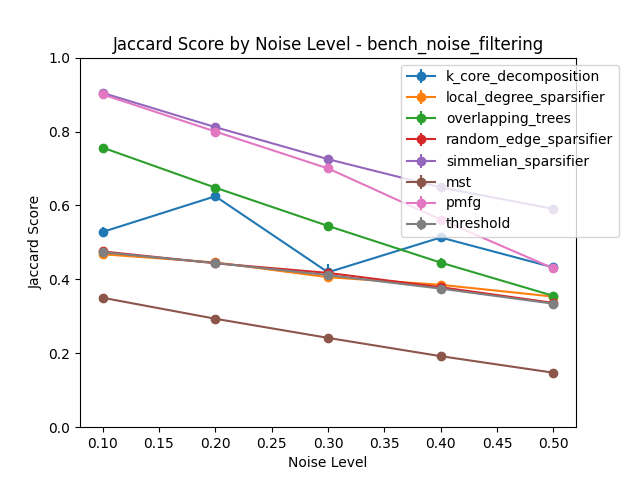 Jaccard Score by Noise Level - bench_noise_filtering
1.0
0.8
0.6
0.4
0.2
0.0
Jaccard Score
k_core_decomposition
local_degree_sparsifier
overlapping_trees
random_edge_sparsifier
simmelian_sparsifier
mst
pmfg
threshold
0.10 0.15 0.20 0.25 0.30 0.35 0.40 0.45 0.50
Noise Level